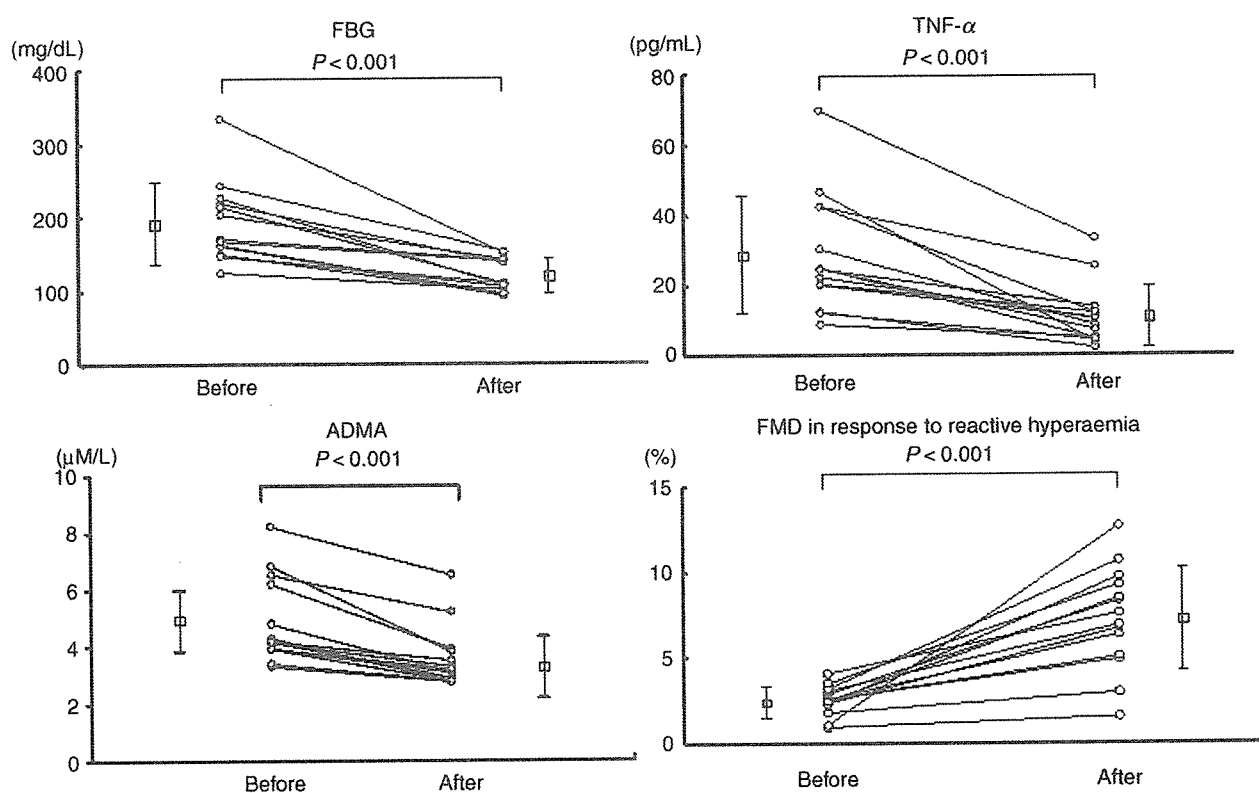 FBG
(mg/dL)
P < 0.001
400
300
200
100
0
Before
After
TNF-α
(pg/mL)
P < 0.001
80
60
40
20
0
Before
After
ADMA
(μM/L)
P < 0.001
10
8
6
4
2
0
Before
After
FMD in response to reactive hyperaemia
(%)
P < 0.001
15
10
5
0
Before
After